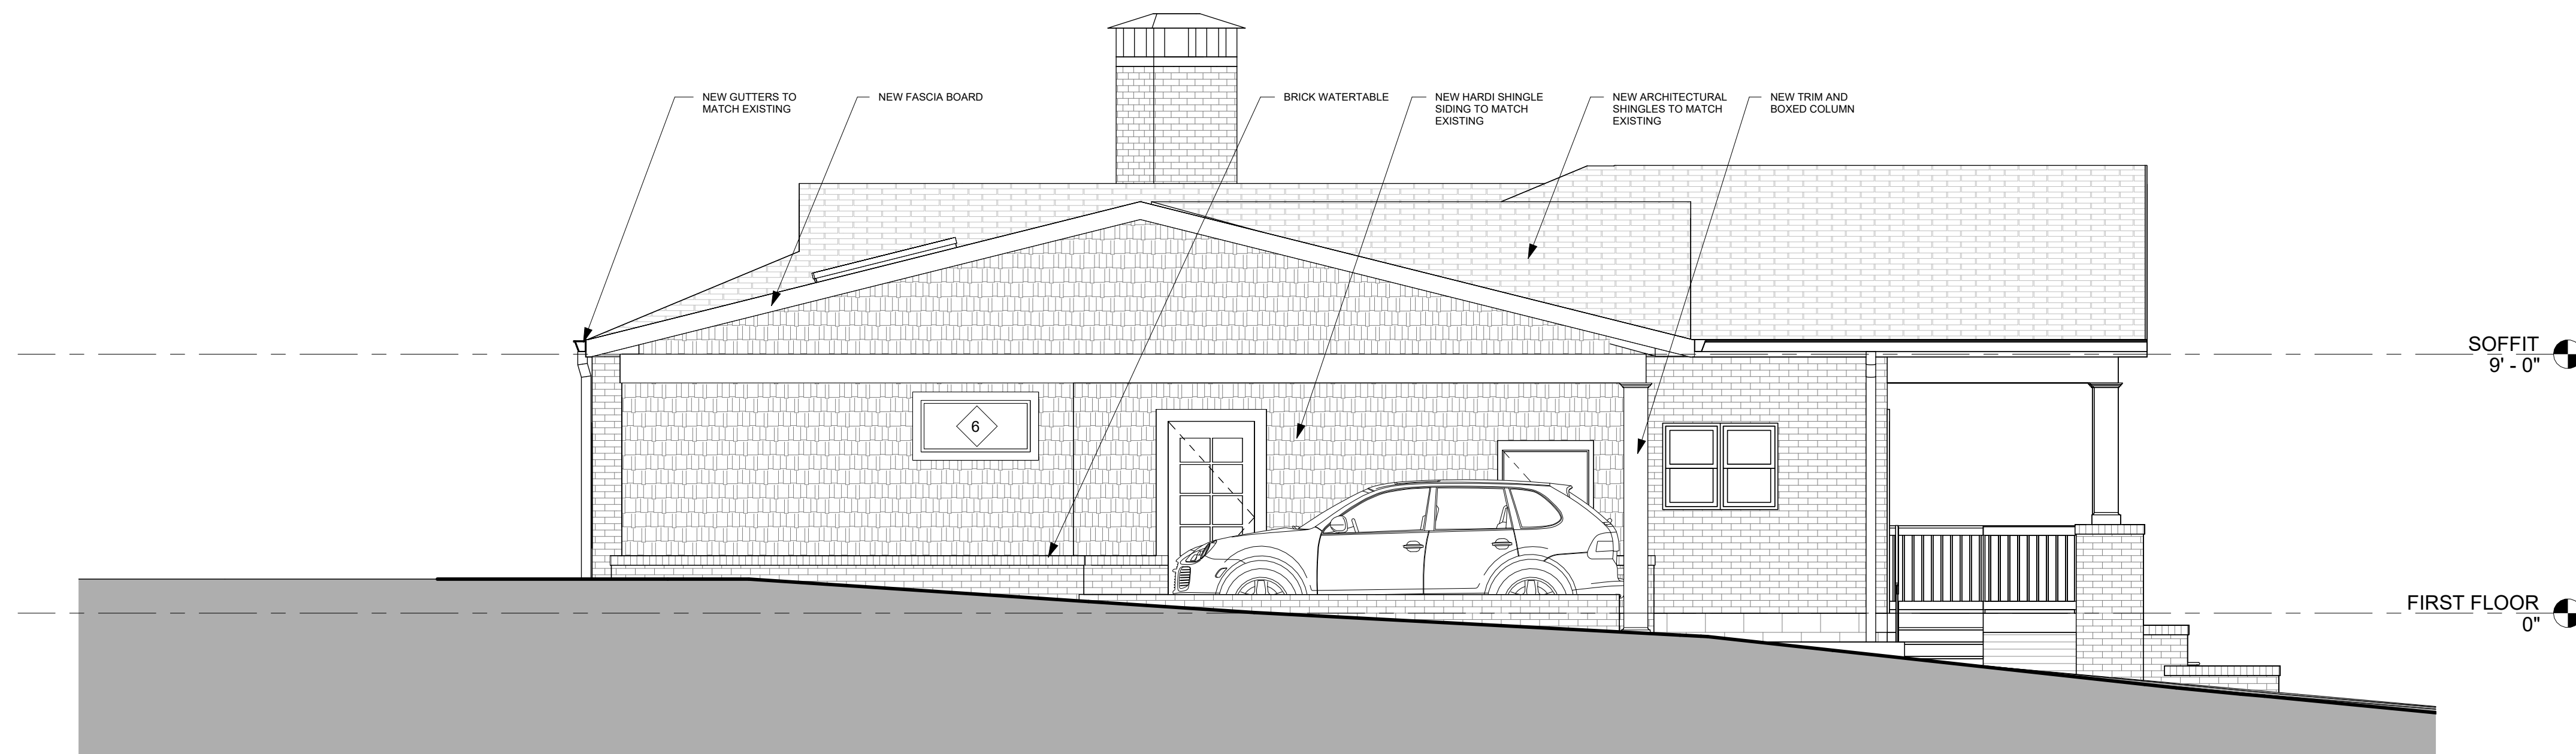 NEW GUTTERS TO
MATCH EXISTING
NEW FASCIA BOARD
BRICK WATERTABLE
NEW HARDI SHINGLE
SIDING TO MATCH
EXISTING
NEW ARCHITECTURAL
SHINGLES TO MATCH
EXISTING
NEW TRIM AND
BOXED COLUMN
SOFFIT
9' - 0"
6
FIRST FLOOR
0"